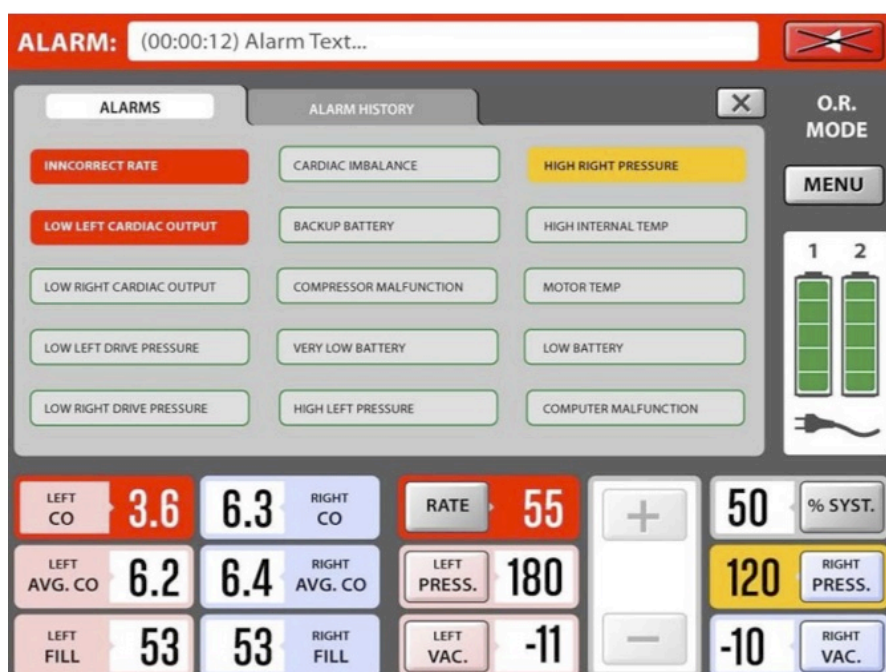 ALARM: (00:00:12) Alarm Text...
ALARMS
ALARM HISTORY
O.R.
MODE
INNCORRECT RATE
CARDIAC IMBALANCE
HIGH RIGHT PRESSURE
MENU
LOW LEFT CARDIAC OUTPUT
BACKUP BATTERY
HIGH INTERNAL TEMP
1 2
LOW RIGHT CARDIAC OUTPUT
COMPRESSOR MALFUNCTION
MOTOR TEMP
LOW LEFT DRIVE PRESSURE
VERY LOW BATTERY
LOW BATTERY
LOW RIGHT DRIVE PRESSURE
HIGH LEFT PRESSURE
COMPUTER MALFUNCTION
LEFT
CO
3.6
6.3
RIGHT
CO
RATE
55
50
% SYST.
LEFT
AVG. CO
6.2
6.4
RIGHT
AVG. CO
LEFT
PRESS.
180
120
RIGHT
PRESS.
LEFT
FILL
53
53
RIGHT
FILL
LEFT
VAC.
-11
-10
RIGHT
VAC.